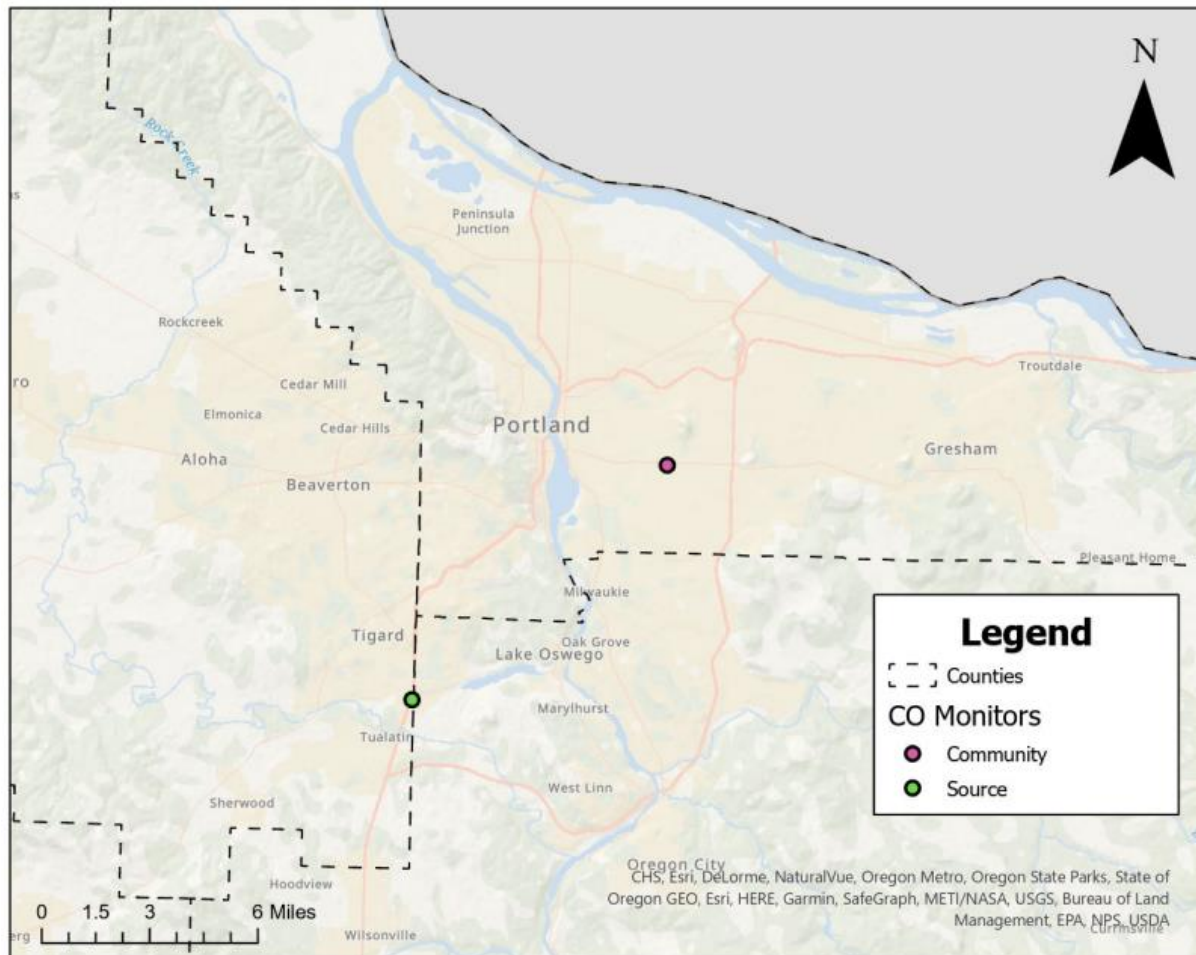 N
Rock Creek
Peninsula
Junction
Rockcreek
Troutdale
Cedar Mill
ro
Elmonica
Portland
Cedar Hills
Gresham
Aloha
Beaverton
Pleasant Home
Milwaukie
Tigard
Oak Grove
Lake Oswego
Marylhurst
Tualatin
West Linn
Sherwood
Oregon City
Hoodview
Wilsonville
Legend
Counties
CO Monitors
Community
Source
0 1.5 3 6 Miles
CHS, Esri, DeLorme, NaturalVue, Oregon Metro, Oregon State Parks, State of
Oregon GEO, Esri, HERE, Garmin, SafeGraph, METI/NASA, USGS, Bureau of Land
Management, EPA, NPS, USDA